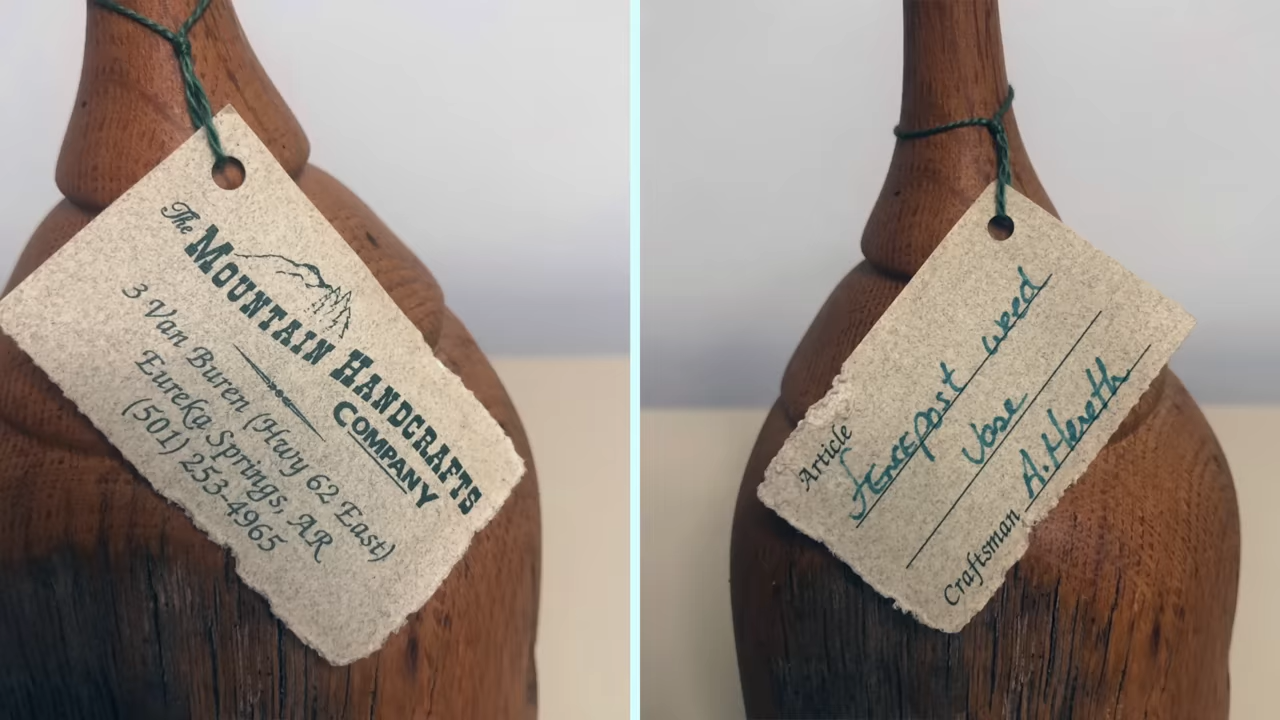 The
MOUNTAIN HANDCRAFTS
COMPANY
3 Van Buren (Hwy 62 East)
Eureka Springs, AR
(501) 253-4965
Article Fencepost weed
vase
Craftsman A. Hereth